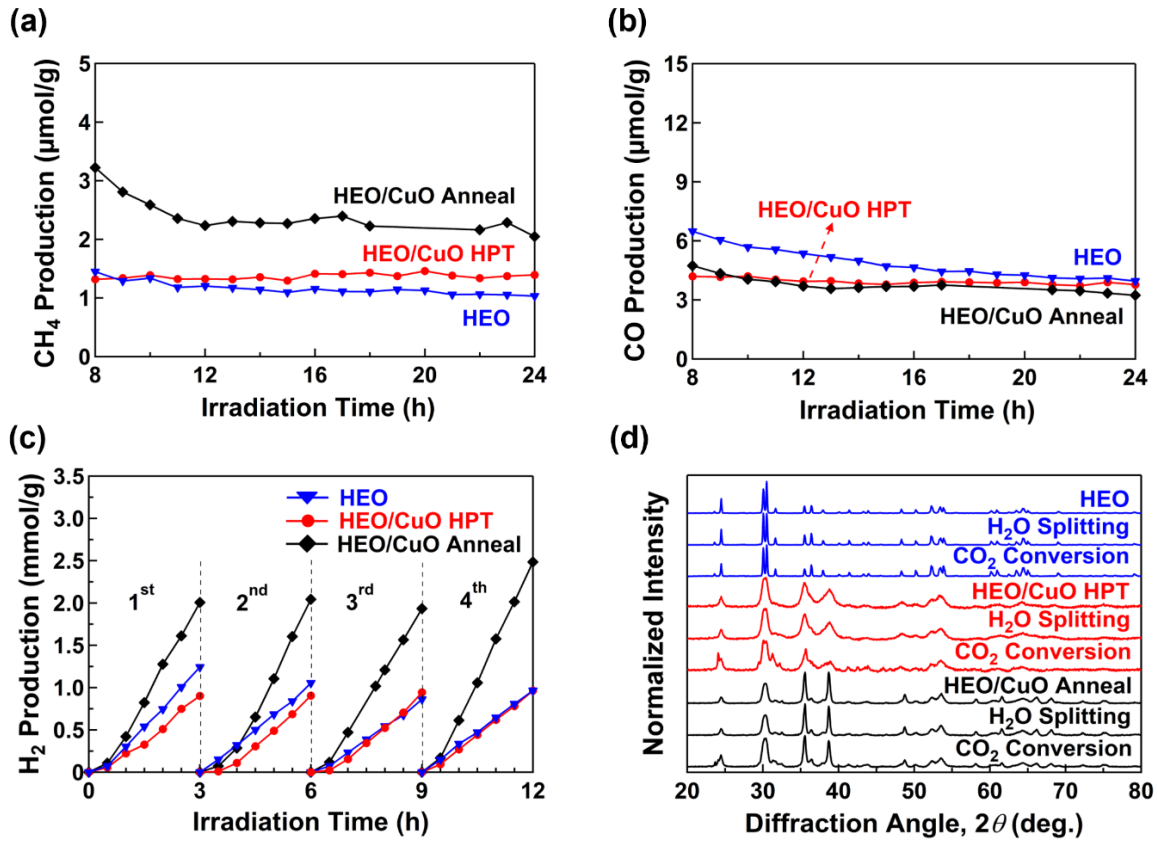 (a)
CH₄ Production (µmol/g)
5
4
3
2
1
0
HEO/CuO Anneal
HEO/CuO HPT
HEO
8 12 16 20 24
Irradiation Time (h)
(b)
CO Production (µmol/g)
15
12
9
6
3
0
HEO/CuO HPT
HEO
HEO/CuO Anneal
8 12 16 20 24
Irradiation Time (h)
(c)
H₂ Production (mmol/g)
3.5
3.0
2.5
2.0
1.5
1.0
0.5
0
HEO
HEO/CuO HPT
HEO/CuO Anneal
1ˢᵗ 2ⁿᵈ 3ʳᵈ 4ᵗʰ
0 3 6 9 12
Irradiation Time (h)
(d)
Normalized Intensity
HEO
H₂O Splitting
CO₂ Conversion
HEO/CuO HPT
H₂O Splitting
CO₂ Conversion
HEO/CuO Anneal
H₂O Splitting
CO₂ Conversion
20 30 40 50 60 70 80
Diffraction Angle, 2θ (deg.)